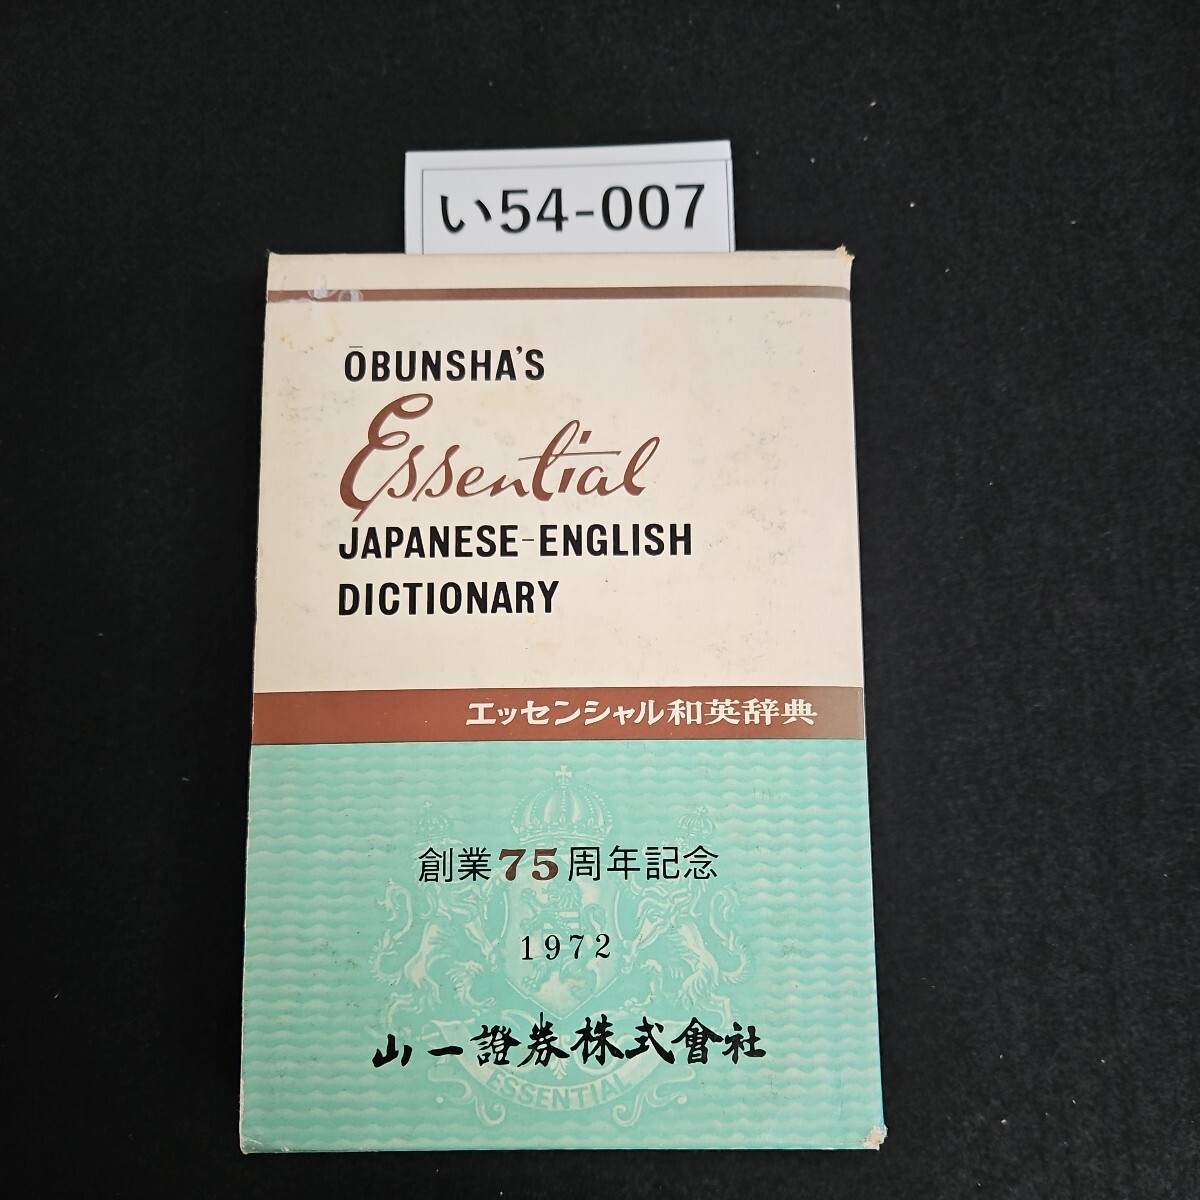 い54-007
ŌBUNSHA'S
Essential
JAPANESE-ENGLISH
DICTIONARY
エッセンシャル和英辞典
創業75周年記念
1972
山一證券株式會社
ESSENTIAL